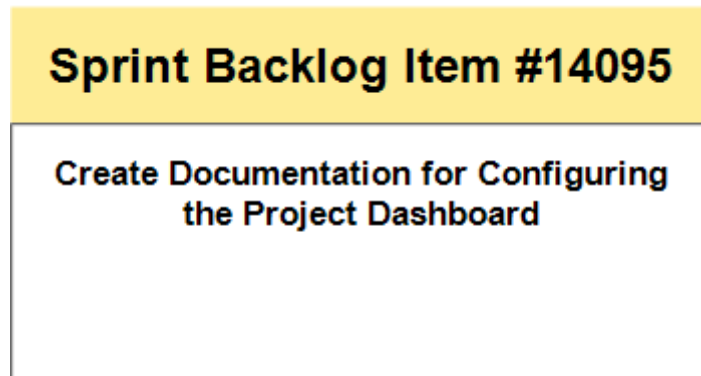 Sprint Backlog Item #14095
Create Documentation for Configuring
the Project Dashboard